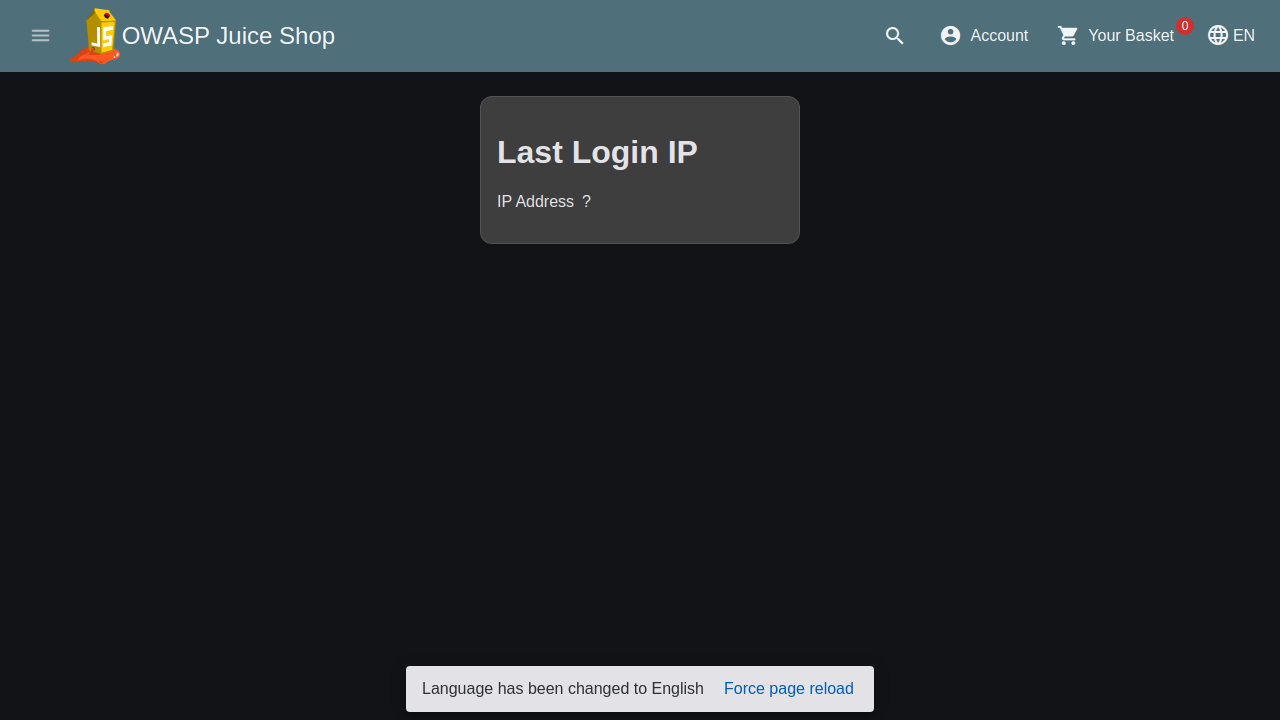 OWASP Juice Shop
Account
Your Basket
0
EN
Last Login IP
IP Address ?
Language has been changed to English
Force page reload